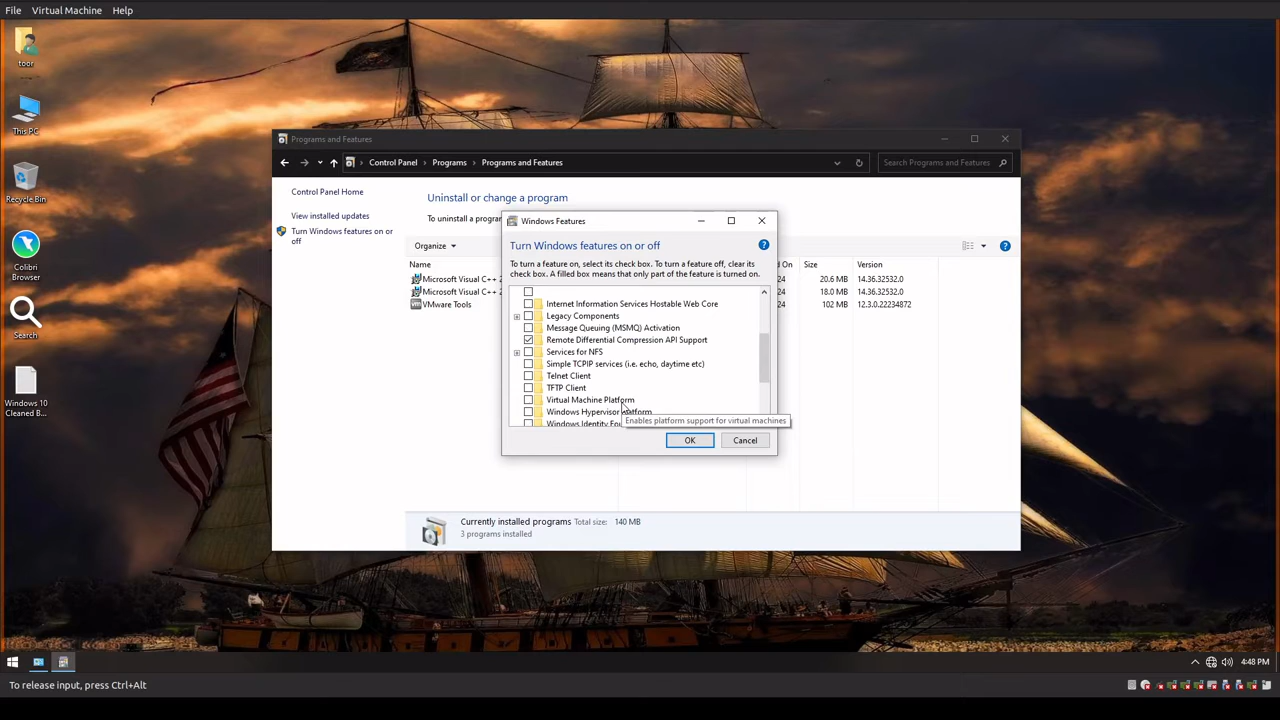 File Virtual Machine Help
toor
This PC
Recycle Bin
Colibri
Browser
Search
Windows 10
Cleaned B...
Programs and Features
Control Panel Programs Programs and Features
Search Programs and Features
Control Panel Home
View installed updates
Turn Windows features on or
off
Uninstall or change a program
To uninstall a program
Organize
Name On Size Version
Microsoft Visual C++ 2 24 20.6 MB 14.36.32532.0
Microsoft Visual C++ 2 24 18.0 MB 14.36.32532.0
VMware Tools 24 102 MB 12.3.0.22234872
Windows Features
Turn Windows features on or off
To turn a feature on, select its check box. To turn a feature off, clear its
check box. A filled box means that only part of the feature is turned on.
Internet Information Services Hostable Web Core
Legacy Components
Message Queuing (MSMQ) Activation
Remote Differential Compression API Support
Services for NFS
Simple TCPIP services (i.e. echo, daytime etc)
Telnet Client
TFTP Client
Virtual Machine Platform
Windows Hypervisor Platform
Enables platform support for virtual machines
Windows Identity Fou
OK Cancel
Currently installed programs Total size: 140 MB
3 programs installed
4:48 PM
To release input, press Ctrl+Alt